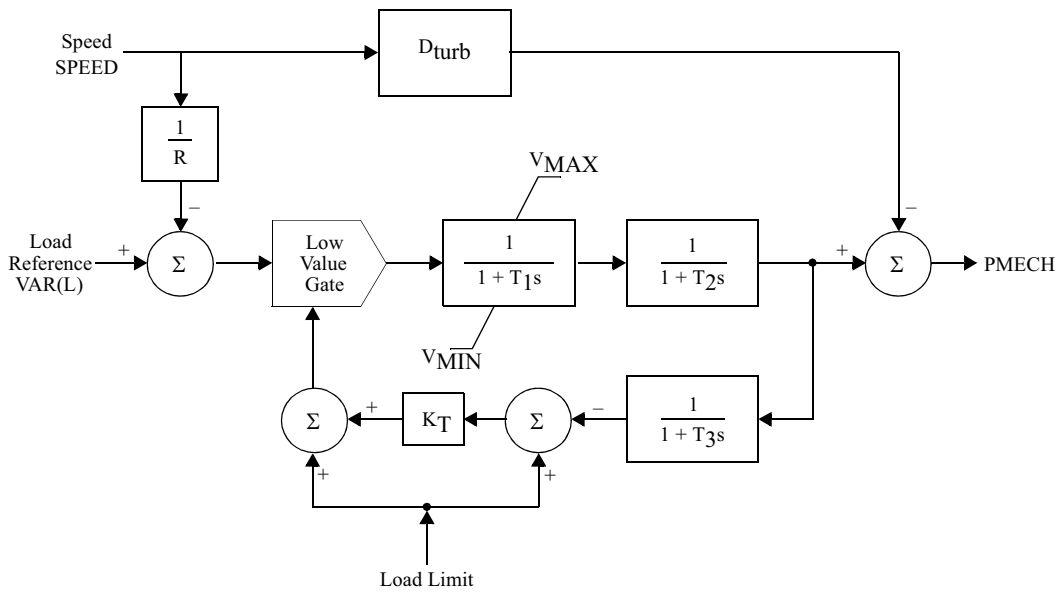 Speed
SPEED
Dturb
1
R
−
VMAX
Load
Reference
VAR(L)
+
Σ
Low
Value
Gate
1
1 + T1s
1
1 + T2s
+
−
Σ
PMECH
VMIN
Σ
+
KT
Σ
−
1
1 + T3s
+
+
Load Limit